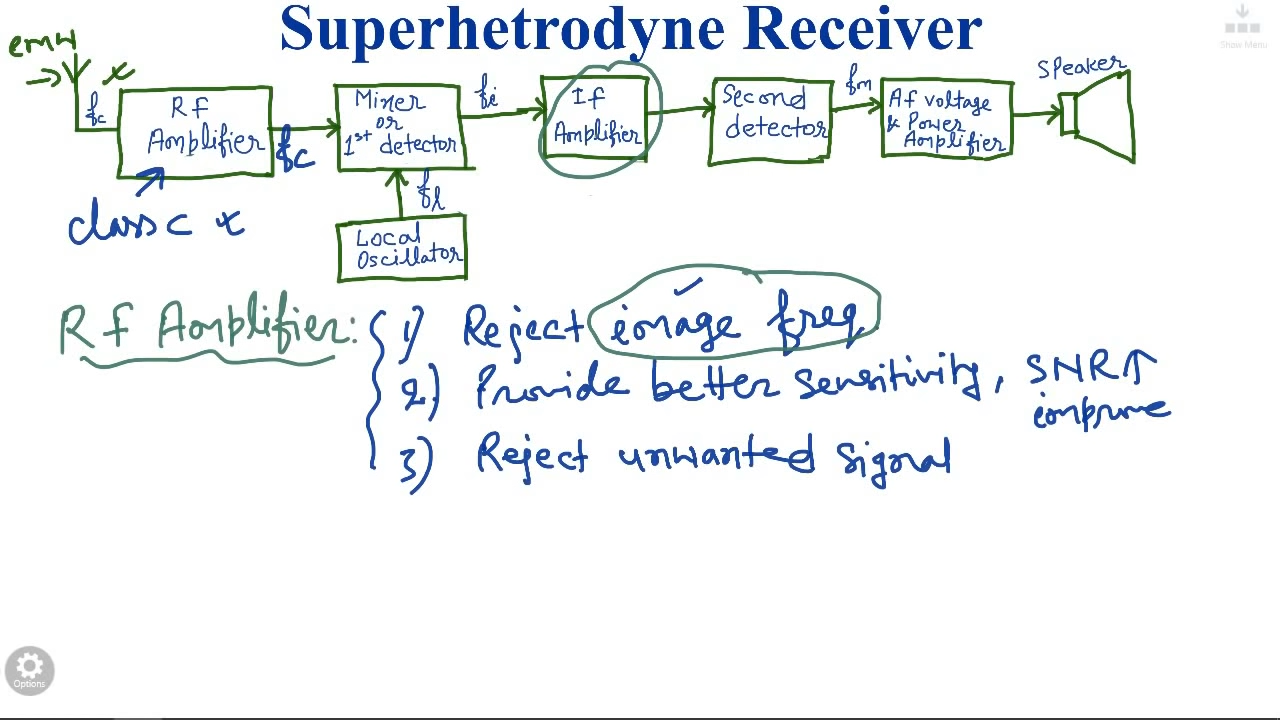 Superhetrodyne Receiver
Show Menu
emw
fc
Rf
Amplifier
fc
Mixer
or
1st detector
fi
If
Amplifier
Second
detector
fm
Af voltage
& Power
Amplifier
Speaker
fl
Local
Oscillator
class C x
Rf Amplifier:
1) Reject image freq
2) Provide better sensitivity, SNR↑
improve
3) Reject unwanted signal
Options